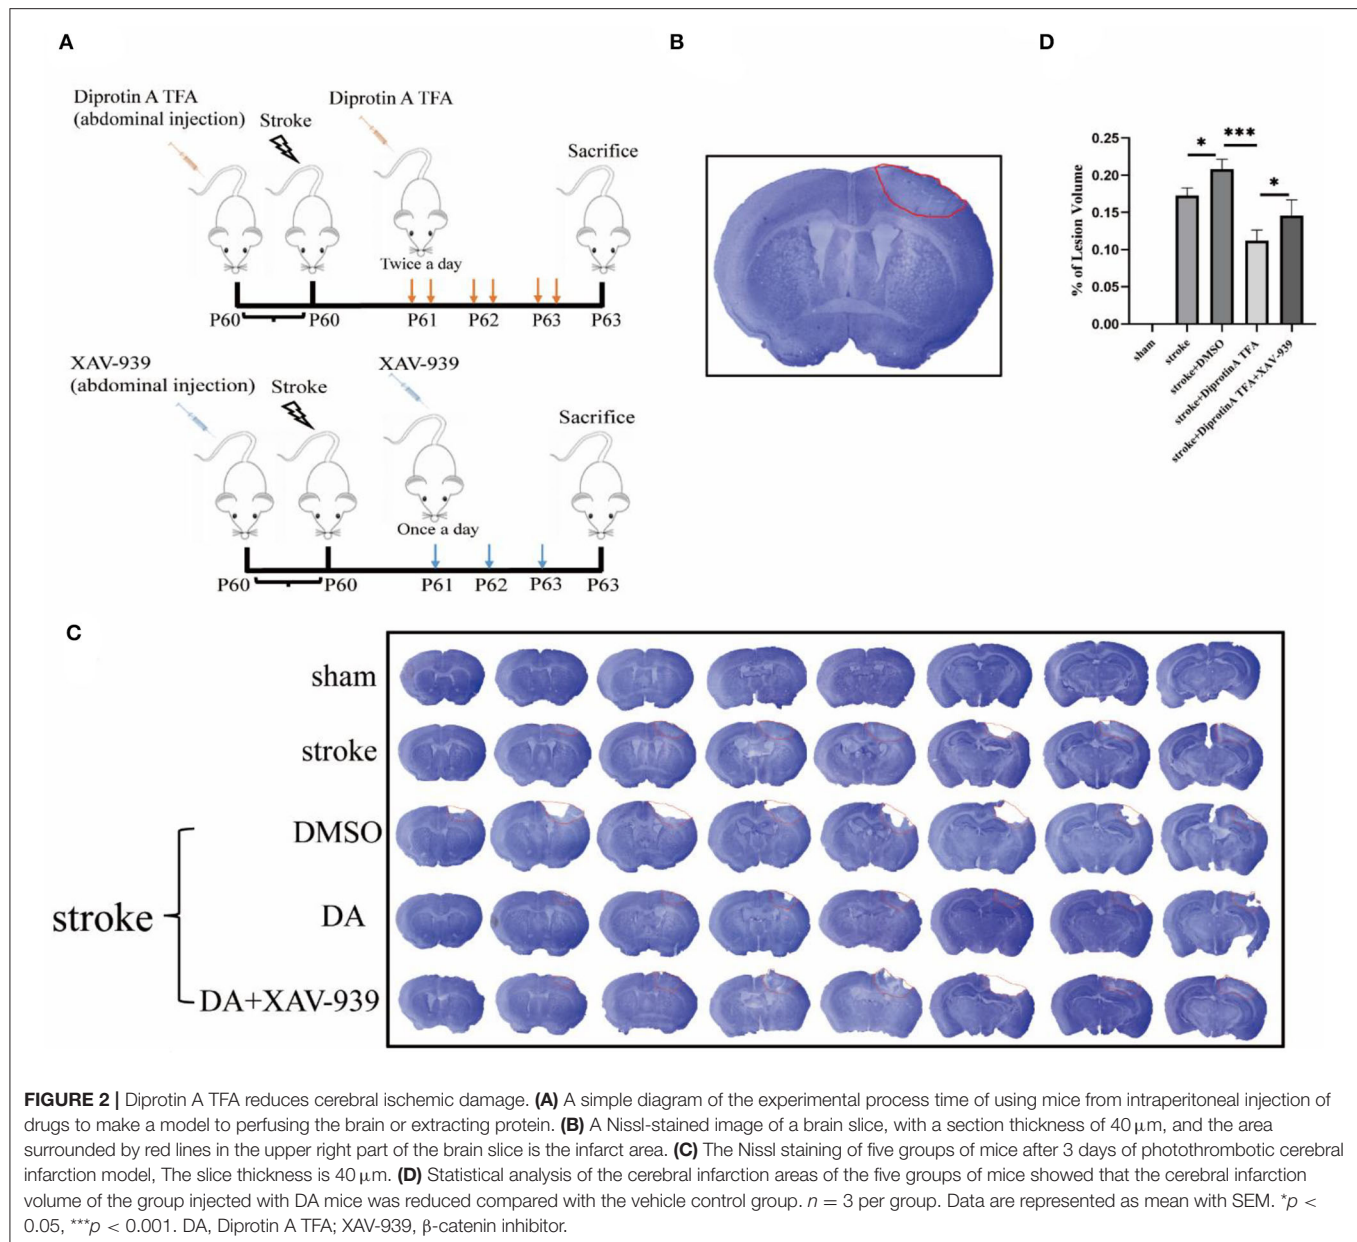 A
B
D
Diprotin A TFA
(abdominal injection)
Stroke
Diprotin A TFA
Sacrifice
Twice a day
P60
P60
P61
P62
P63
P63
XAV-939
(abdominal injection)
Stroke
XAV-939
Sacrifice
Once a day
P60
P60
P61
P62
P63
P63
% of Lesion Volume
0.25
0.20
0.15
0.10
0.05
0.00
*
***
*
sham
stroke
stroke+DMSO
stroke+DiprotinA TFA
stroke+DiprotinA TFA+XAV-939
C
sham
stroke
stroke
DMSO
DA
DA+XAV-939
FIGURE 2 | Diprotin A TFA reduces cerebral ischemic damage. (A) A simple diagram of the experimental process time of using mice from intraperitoneal injection of
drugs to make a model to perfusing the brain or extracting protein. (B) A Nissl-stained image of a brain slice, with a section thickness of 40 μm, and the area
surrounded by red lines in the upper right part of the brain slice is the infarct area. (C) The Nissl staining of five groups of mice after 3 days of photothrombotic cerebral
infarction model, The slice thickness is 40 μm. (D) Statistical analysis of the cerebral infarction areas of the five groups of mice showed that the cerebral infarction
volume of the group injected with DA mice was reduced compared with the vehicle control group. n = 3 per group. Data are represented as mean with SEM. *p <
0.05, ***p < 0.001. DA, Diprotin A TFA; XAV-939, β-catenin inhibitor.